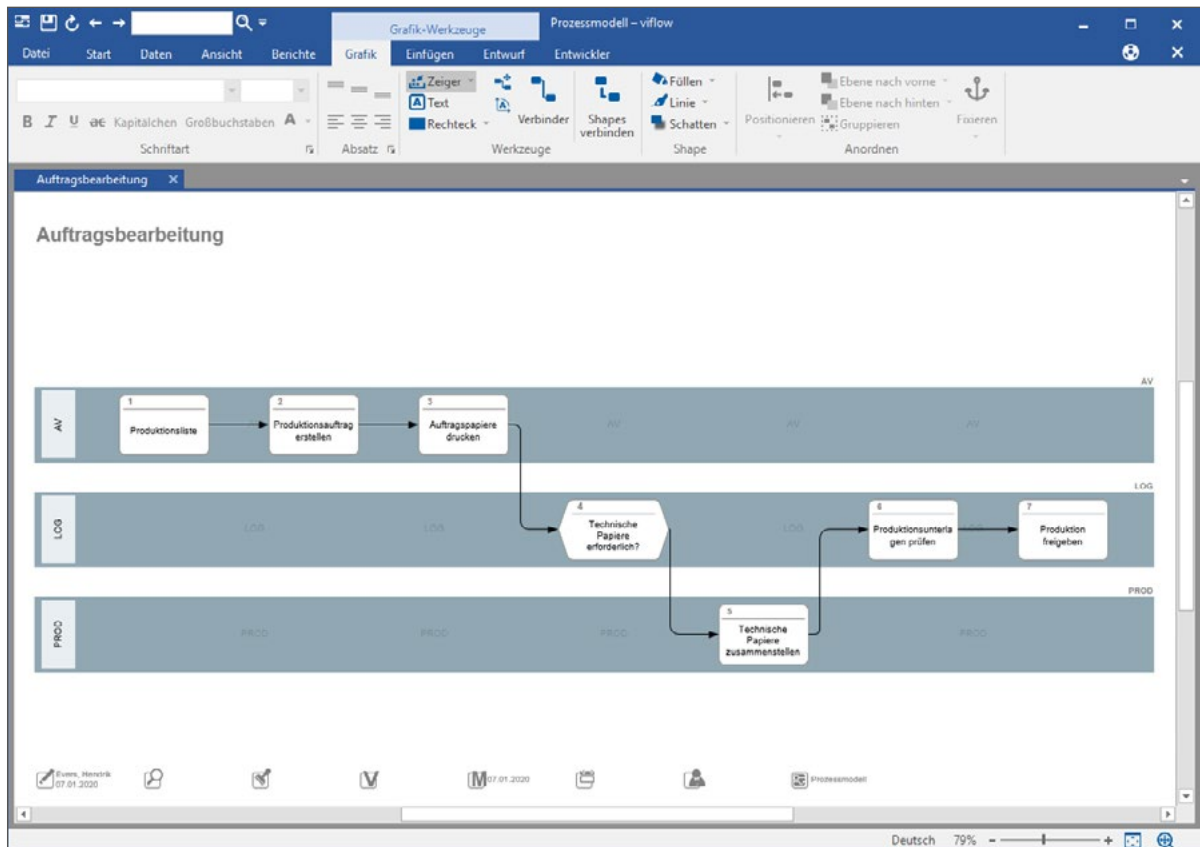 Grafik-Werkzeuge
Prozessmodell – viflow
Datei Start Daten Ansicht Berichte Grafik Einfügen Entwurf Entwickler
Zeiger
Füllen
Ebene nach vorne
Text
Linie
Ebene nach hinten
B I U ae Kapitälchen Großbuchstaben A
Rechteck
Verbinder
Shapes
verbinden
Schatten
Positionieren
Gruppieren
Fixieren
Schriftart
Absatz
Werkzeuge
Shape
Anordnen
Auftragsbearbeitung
Auftragsbearbeitung
AV
AV
1
Produktionsliste
2
Produktionsauftrag
erstellen
3
Auftragspapiere
drucken
AV
AV
AV
LOG
LOG
LOG
LOG
4
Technische
Papiere
erforderlich?
LOG
6
Produktionsunterla
gen prüfen
7
Produktion
freigeben
PROD
PROD
PROD
PROD
PROD
5
Technische
Papiere
zusammenstellen
PROD
Evers, Hendrik
07.01.2020
V
M 07.01.2020
Prozessmodell
Deutsch 79%